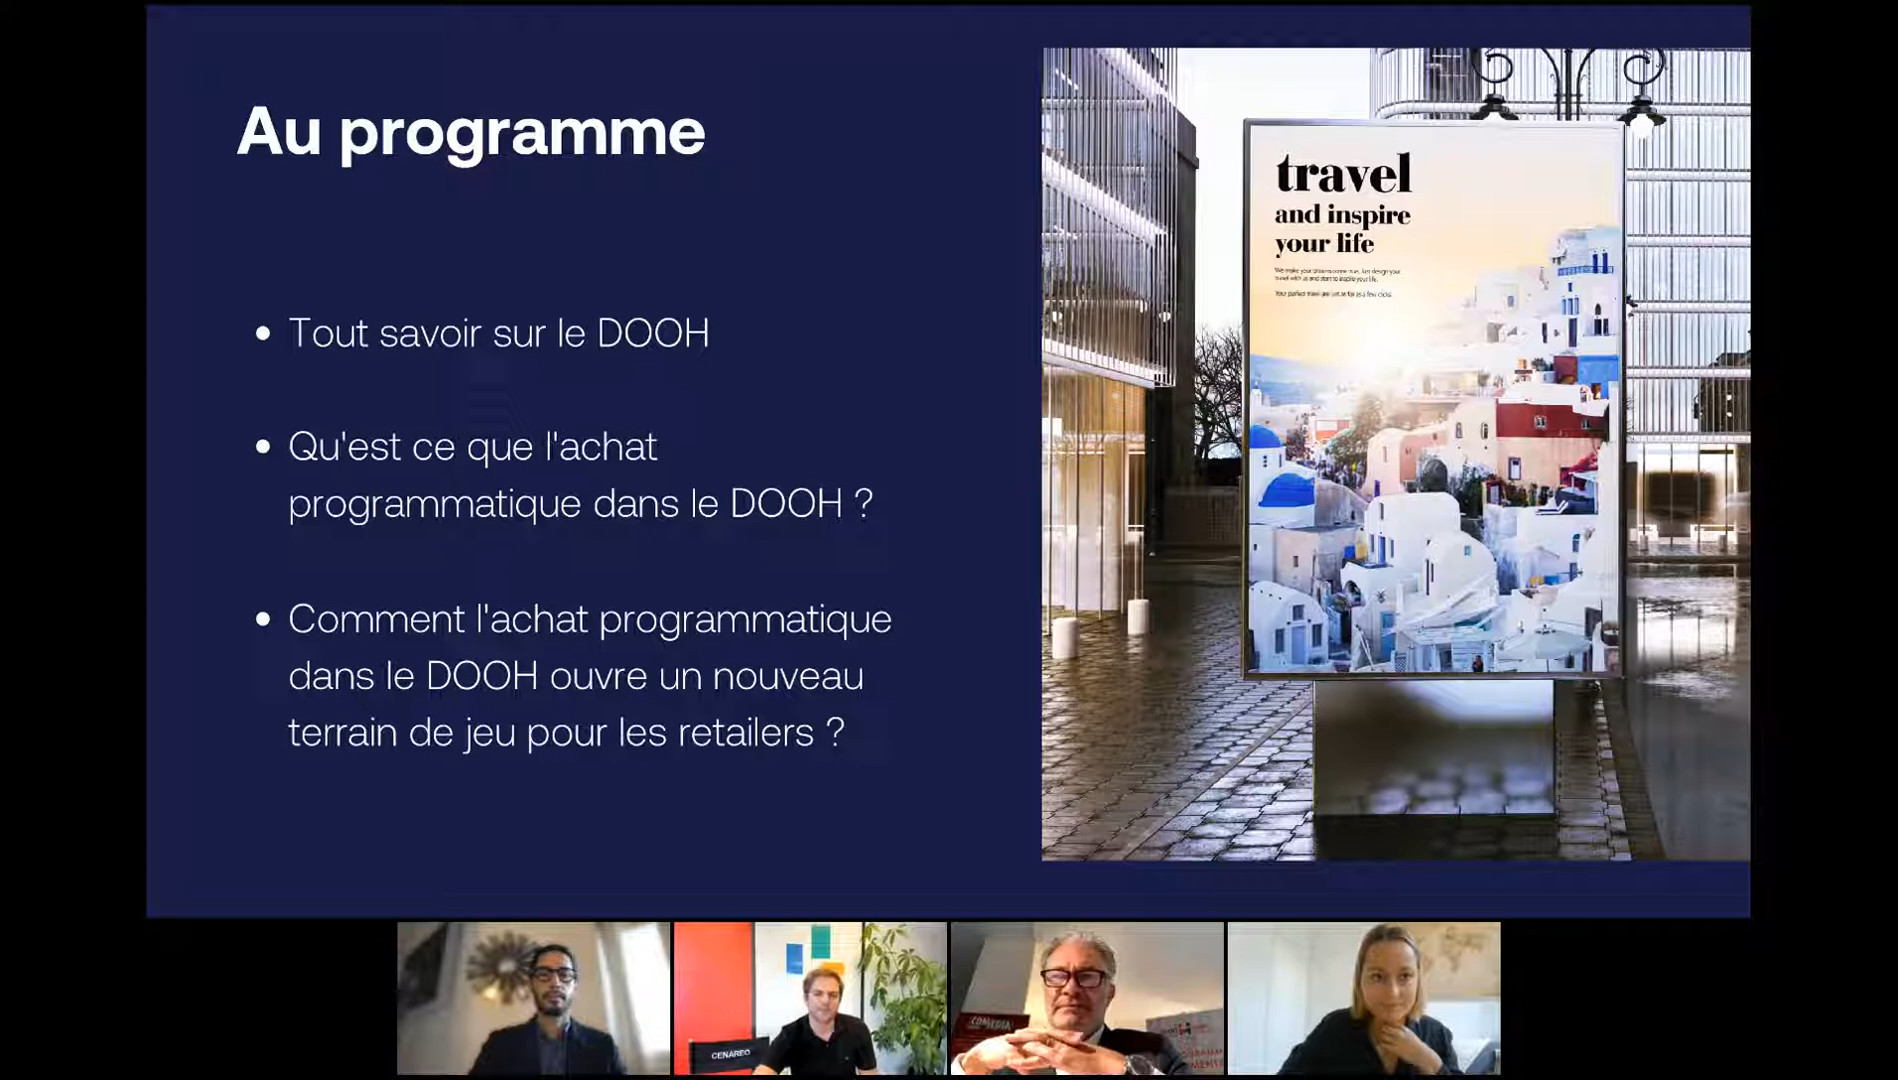 Au programme
• Tout savoir sur le DOOH
• Qu'est ce que l'achat
programmatique dans le DOOH ?
• Comment l'achat programmatique
dans le DOOH ouvre un nouveau
terrain de jeu pour les retailers ?
travel
and inspire
your life
CENAREO
COMEDIA